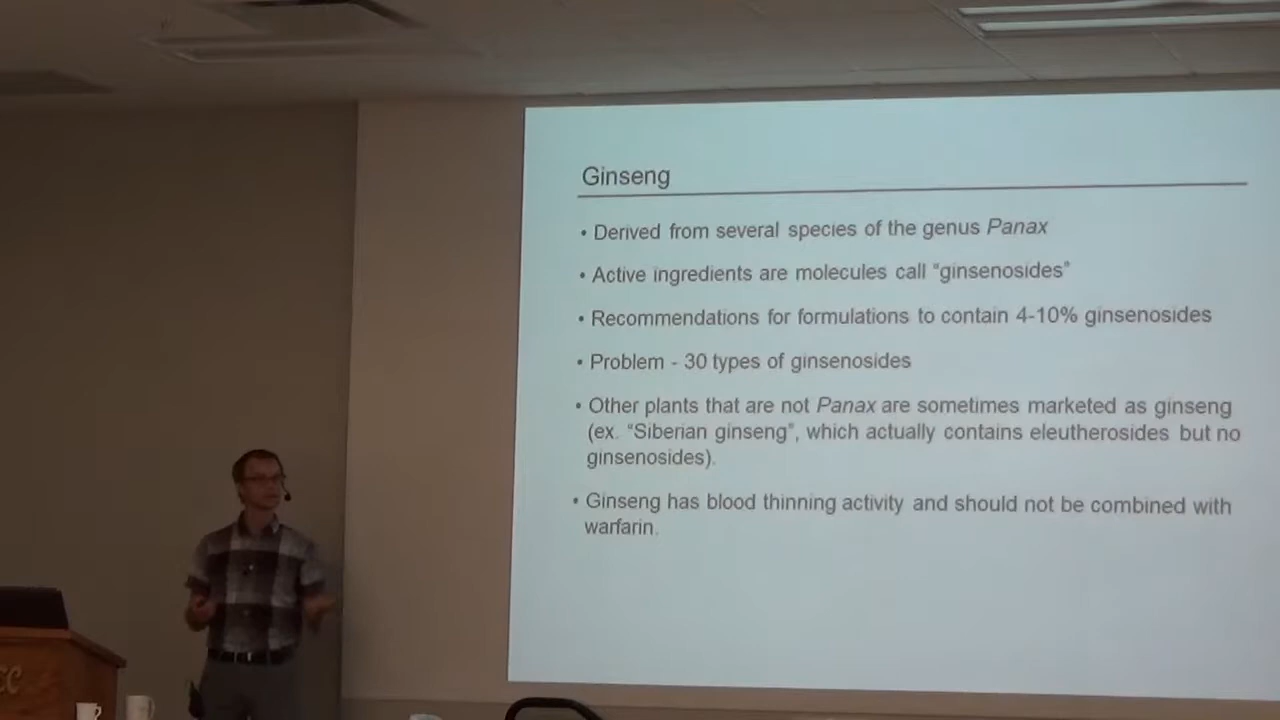 Ginseng
• Derived from several species of the genus Panax
• Active ingredients are molecules call “ginsenosides”
• Recommendations for formulations to contain 4-10% ginsenosides
• Problem - 30 types of ginsenosides
• Other plants that are not Panax are sometimes marketed as ginseng
(ex. “Siberian ginseng”, which actually contains eleutherosides but no
ginsenosides).
• Ginseng has blood thinning activity and should not be combined with
warfarin.